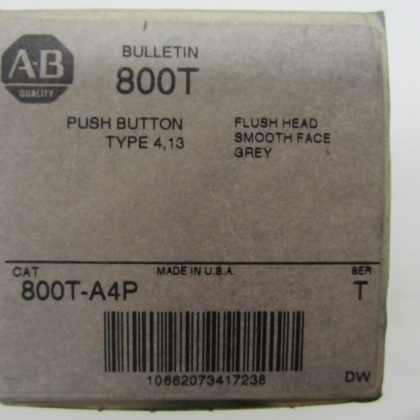 A-B
QUALITY
BULLETIN
800T
PUSH BUTTON
TYPE 4,13
FLUSH HEAD
SMOOTH FACE
GREY
CAT
MADE IN U.S.A.
SER
800T-A4P
T
10662073417238
DW